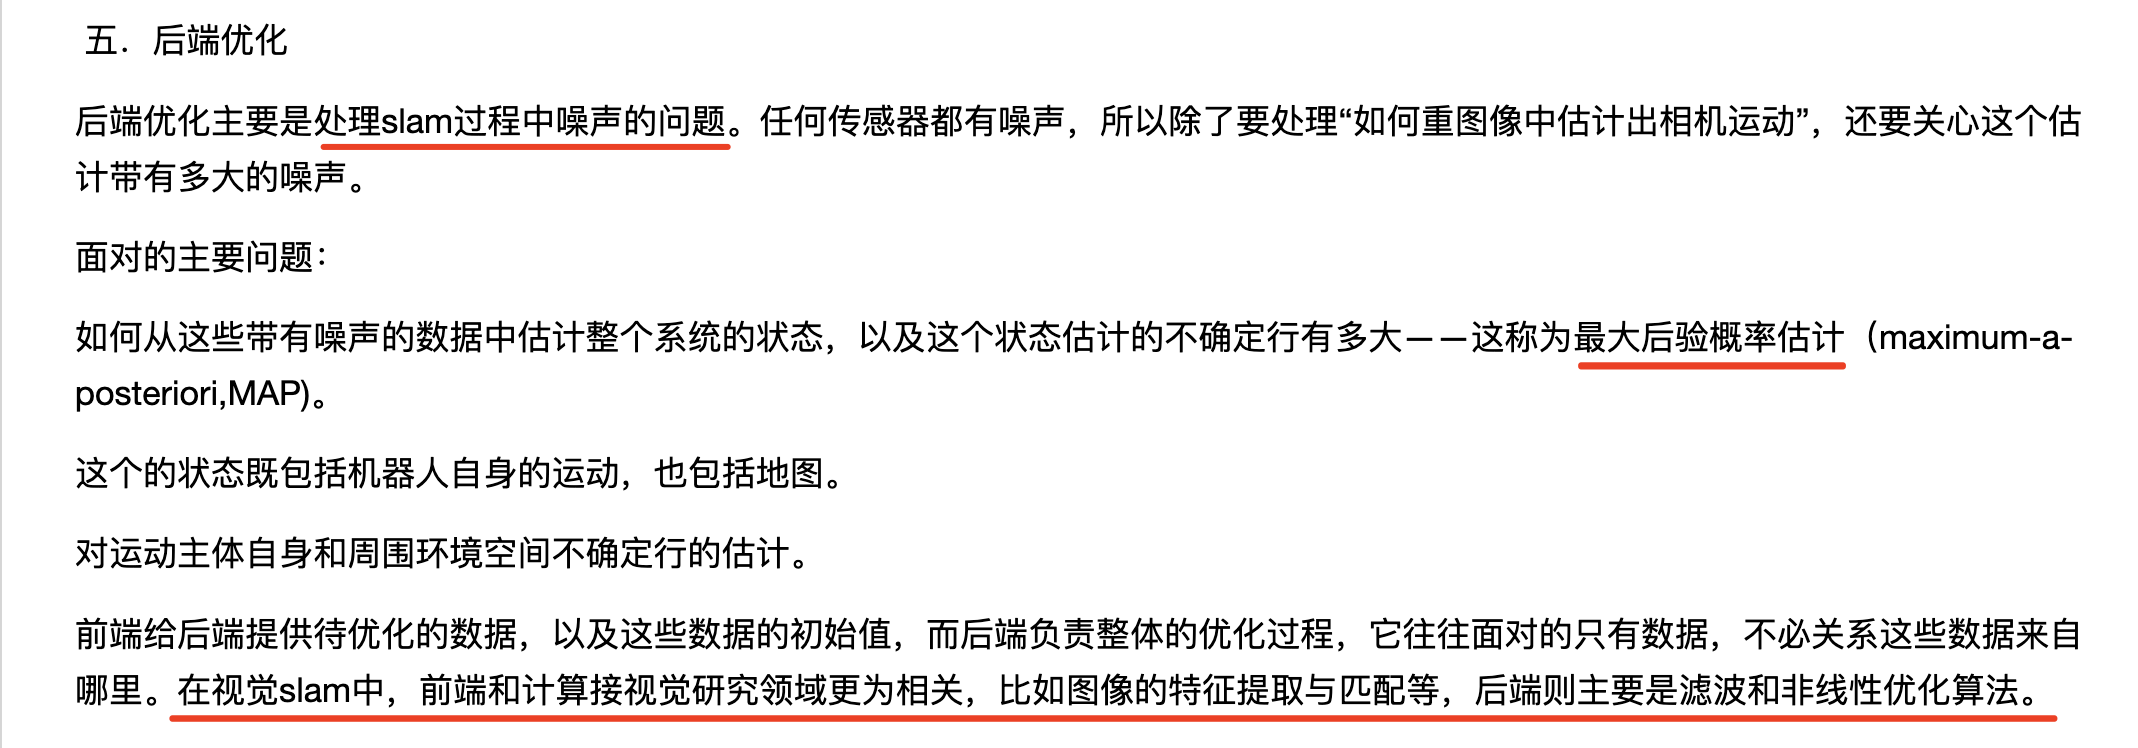 五．后端优化
后端优化主要是处理slam过程中噪声的问题。任何传感器都有噪声，所以除了要处理“如何重图像中估计出相机运动”，还要关心这个估
计带有多大的噪声。
面对的主要问题：
如何从这些带有噪声的数据中估计整个系统的状态，以及这个状态估计的不确定行有多大——这称为最大后验概率估计（maximum-a-
posteriori,MAP)。
这个的状态既包括机器人自身的运动，也包括地图。
对运动主体自身和周围环境空间不确定行的估计。
前端给后端提供待优化的数据，以及这些数据的初始值，而后端负责整体的优化过程，它往往面对的只有数据，不必关系这些数据来自
哪里。在视觉slam中，前端和计算接视觉研究领域更为相关，比如图像的特征提取与匹配等，后端则主要是滤波和非线性优化算法。